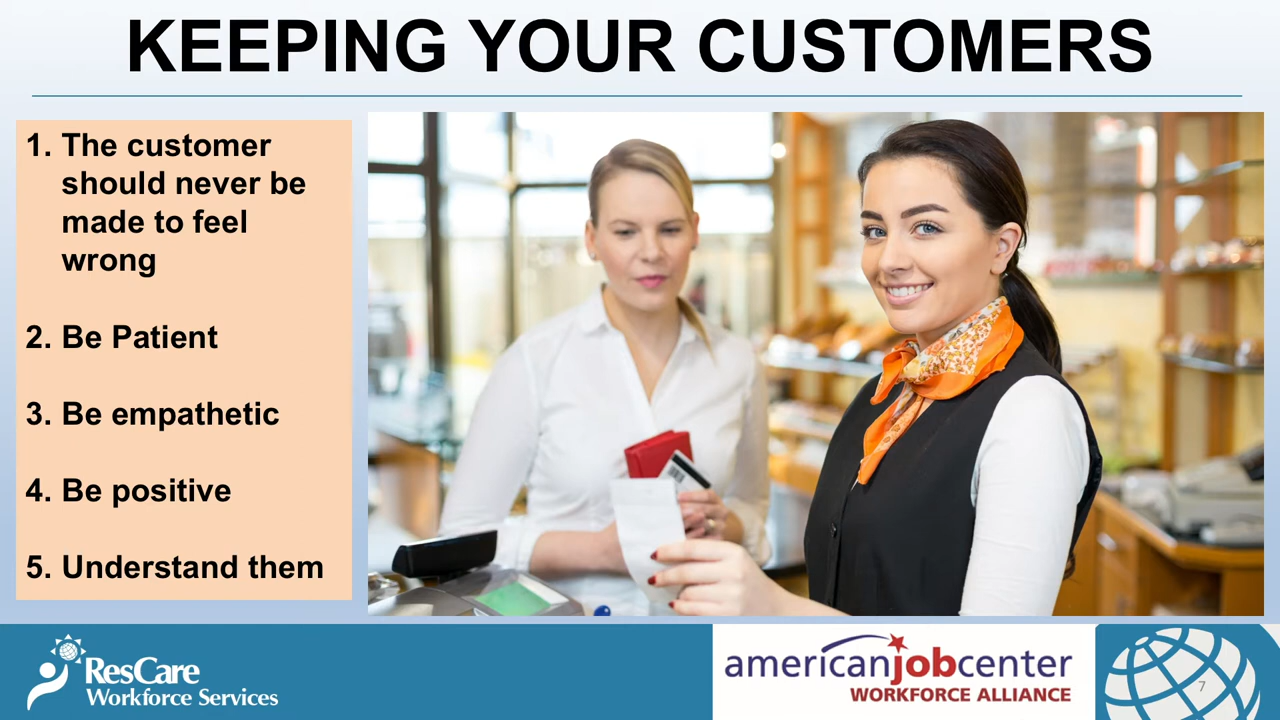 KEEPING YOUR CUSTOMERS
1. The customer
should never be
made to feel
wrong
2. Be Patient
3. Be empathetic
4. Be positive
5. Understand them
ResCare
Workforce Services
americanjobcenter
WORKFORCE ALLIANCE
7